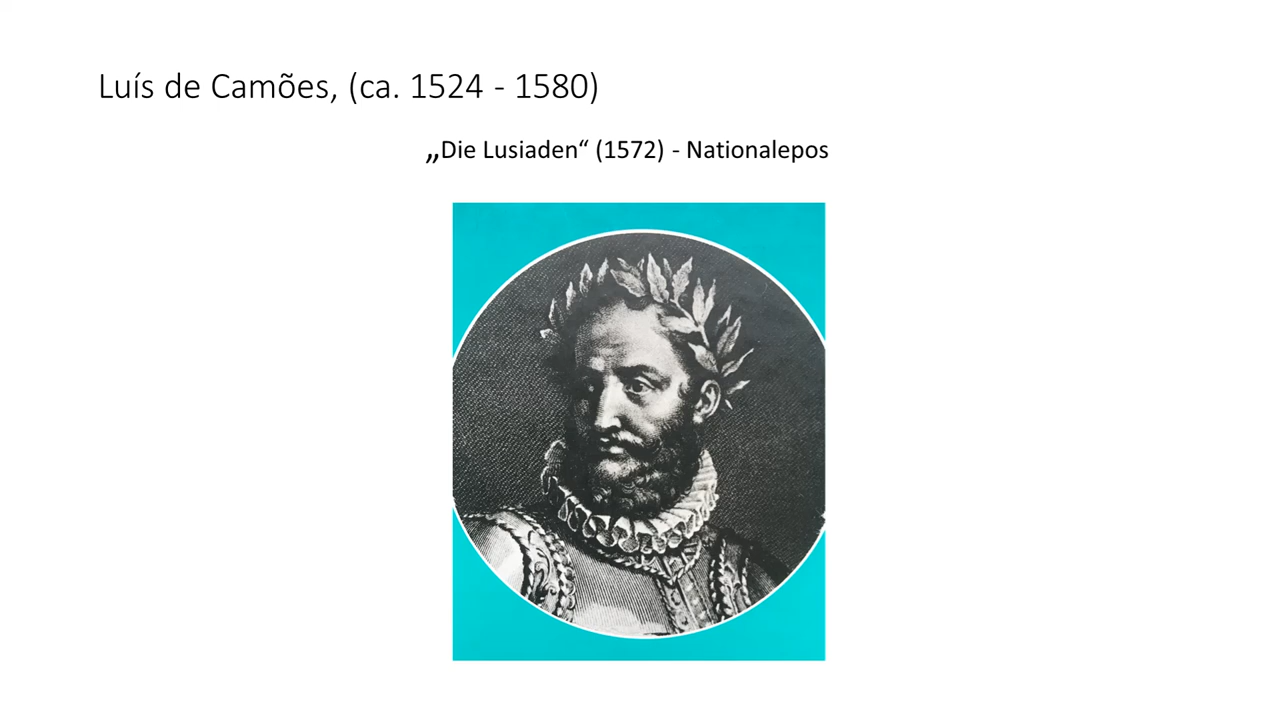 Luís de Camões, (ca. 1524 - 1580)
„Die Lusiaden“ (1572) - Nationalepos